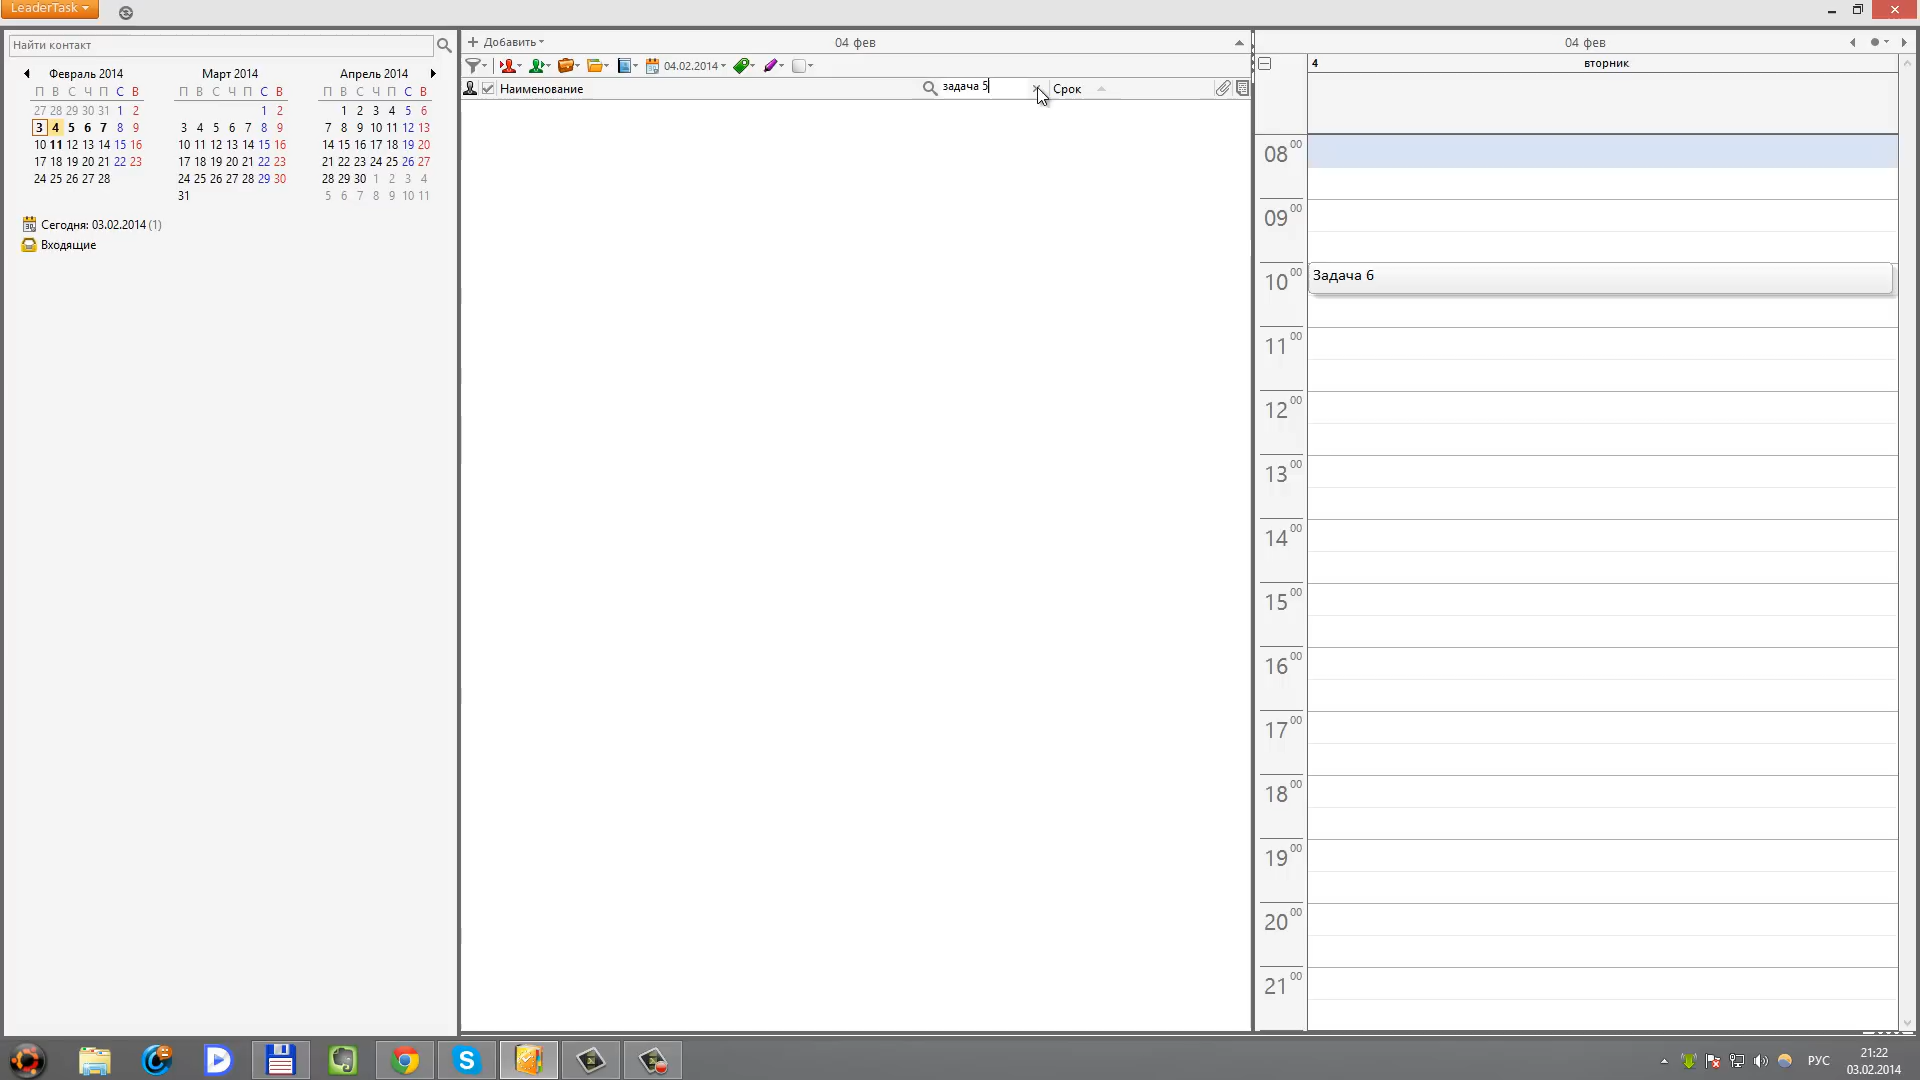 LeaderTask
Найти контакт
Февраль 2014
П В С Ч П С В
27 28 29 30 31 1 2
3 4 5 6 7 8 9
10 11 12 13 14 15 16
17 18 19 20 21 22 23
24 25 26 27 28
Март 2014
П В С Ч П С В
1 2
3 4 5 6 7 8 9
10 11 12 13 14 15 16
17 18 19 20 21 22 23
24 25 26 27 28 29 30
31
Апрель 2014
П В С Ч П С В
1 2 3 4 5 6
7 8 9 10 11 12 13
14 15 16 17 18 19 20
21 22 23 24 25 26 27
28 29 30 1 2 3 4
5 6 7 8 9 10 11
Сегодня: 03.02.2014 (1)
Входящие
Добавить
04 фев
04.02.2014
Наименование
задача 5
Срок
04 фев
4
вторник
08 00
09 00
10 00
Задача 6
11 00
12 00
13 00
14 00
15 00
16 00
17 00
18 00
19 00
20 00
21 00
РУС
21:22
03.02.2014